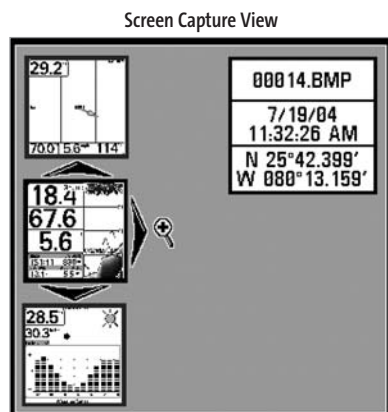 Screen Capture View
29.2
70.0 5.6 114
18.4
67.6
5.6
28.5
30.3
00014.BMP
7/19/04
11:32:26 AM
N 25°42.399'
W 080°13.159'